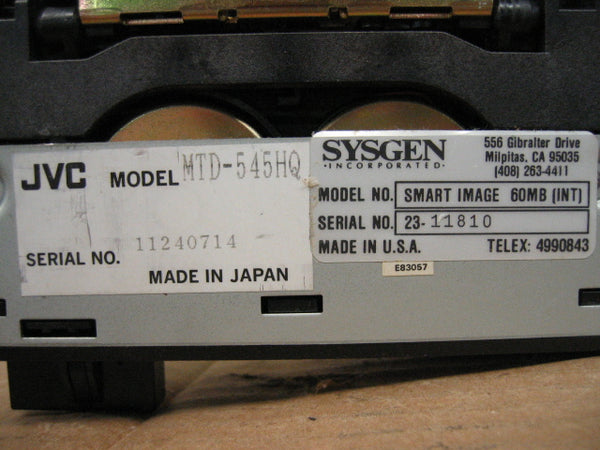 JVC MODEL MTD-545HQ
SERIAL NO. 11240714
MADE IN JAPAN
SYSGEN
·INCORPORATED·
556 Gibralter Drive
Milpitas, CA 95035
(408) 263-4411
MODEL NO. SMART IMAGE 60MB (INT)
SERIAL NO. 23-11810
MADE IN U.S.A. TELEX: 4990843
E83057